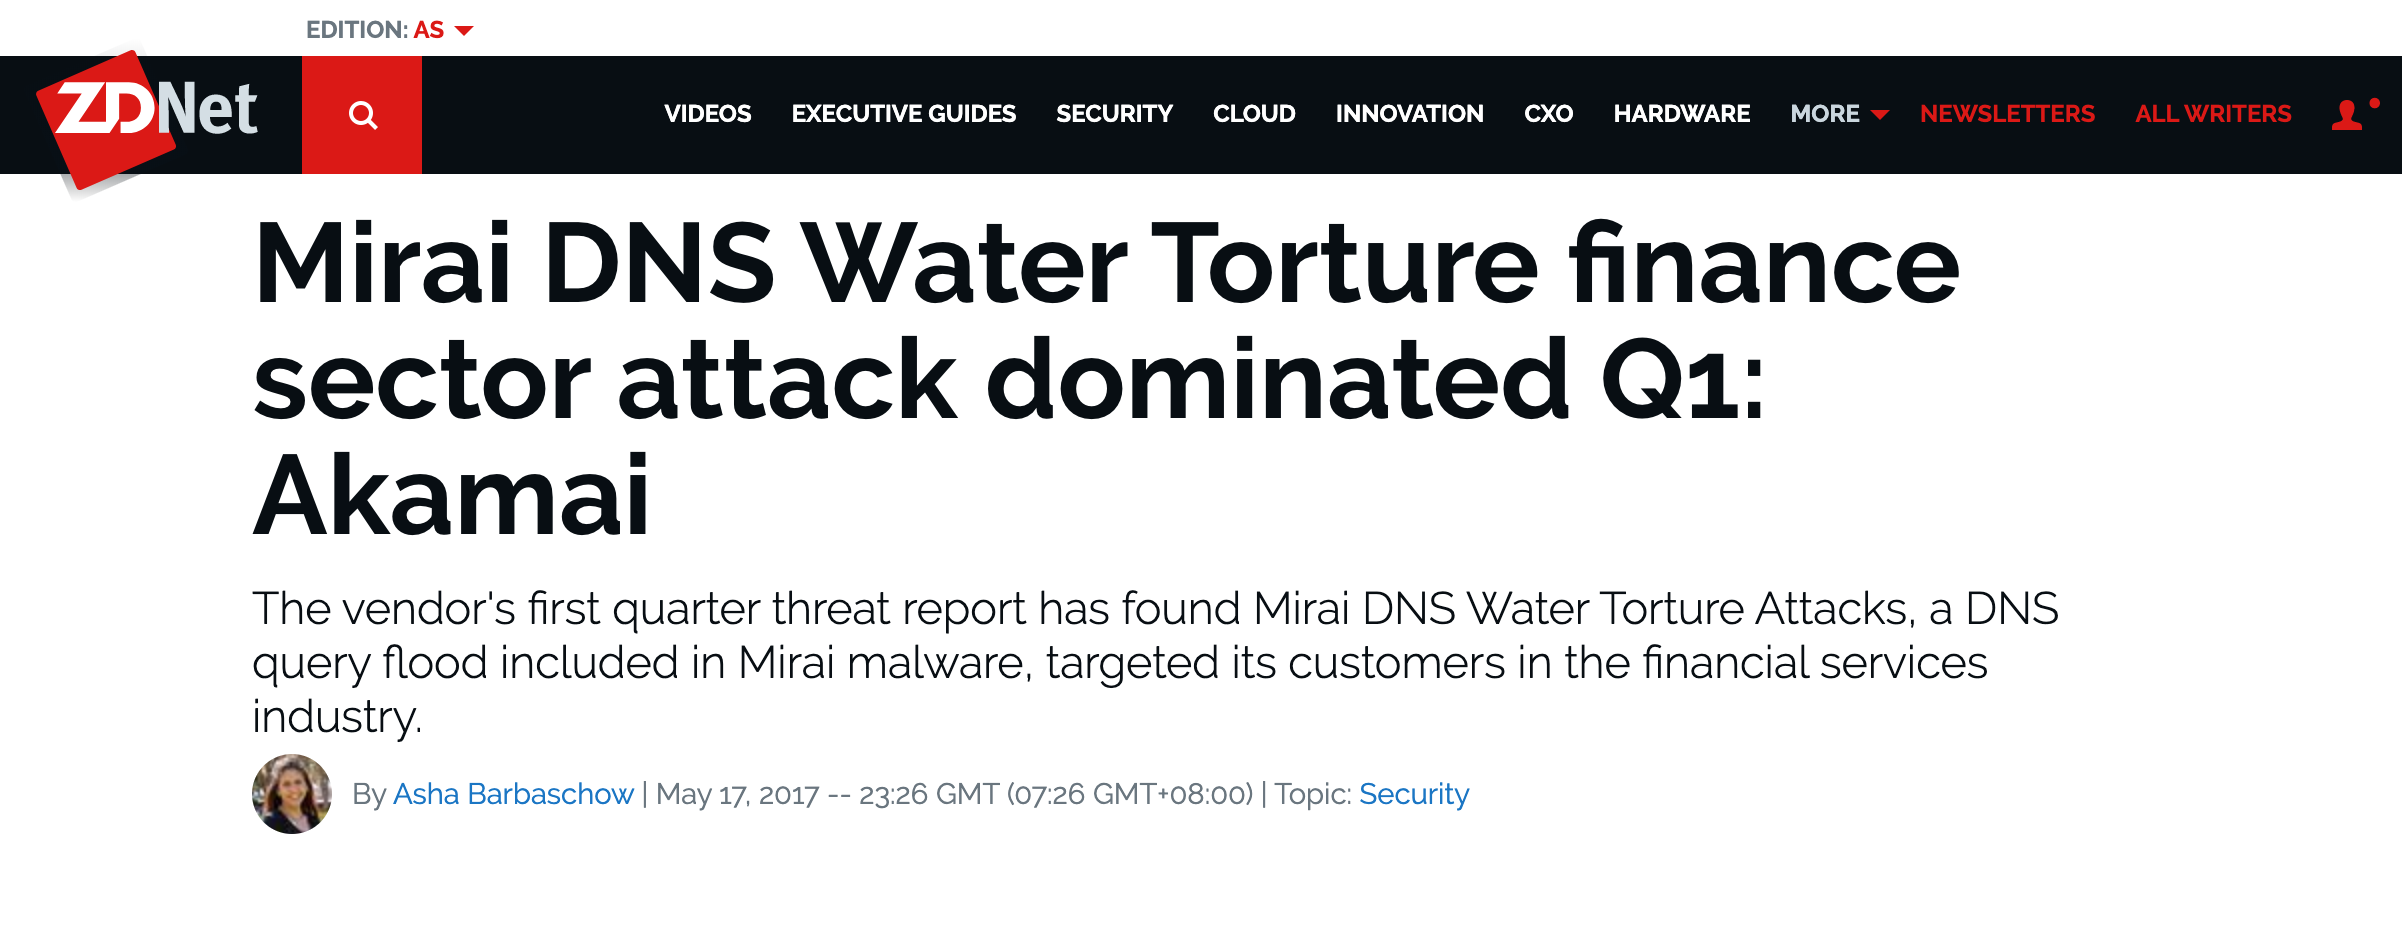 EDITION: AS
ZDNet
VIDEOS EXECUTIVE GUIDES SECURITY CLOUD INNOVATION CXO HARDWARE MORE NEWSLETTERS ALL WRITERS
Mirai DNS Water Torture finance
sector attack dominated Q1:
Akamai
The vendor's first quarter threat report has found Mirai DNS Water Torture Attacks, a DNS
query flood included in Mirai malware, targeted its customers in the financial services
industry.
By Asha Barbaschow | May 17, 2017 -- 23:26 GMT (07:26 GMT+08:00) | Topic: Security